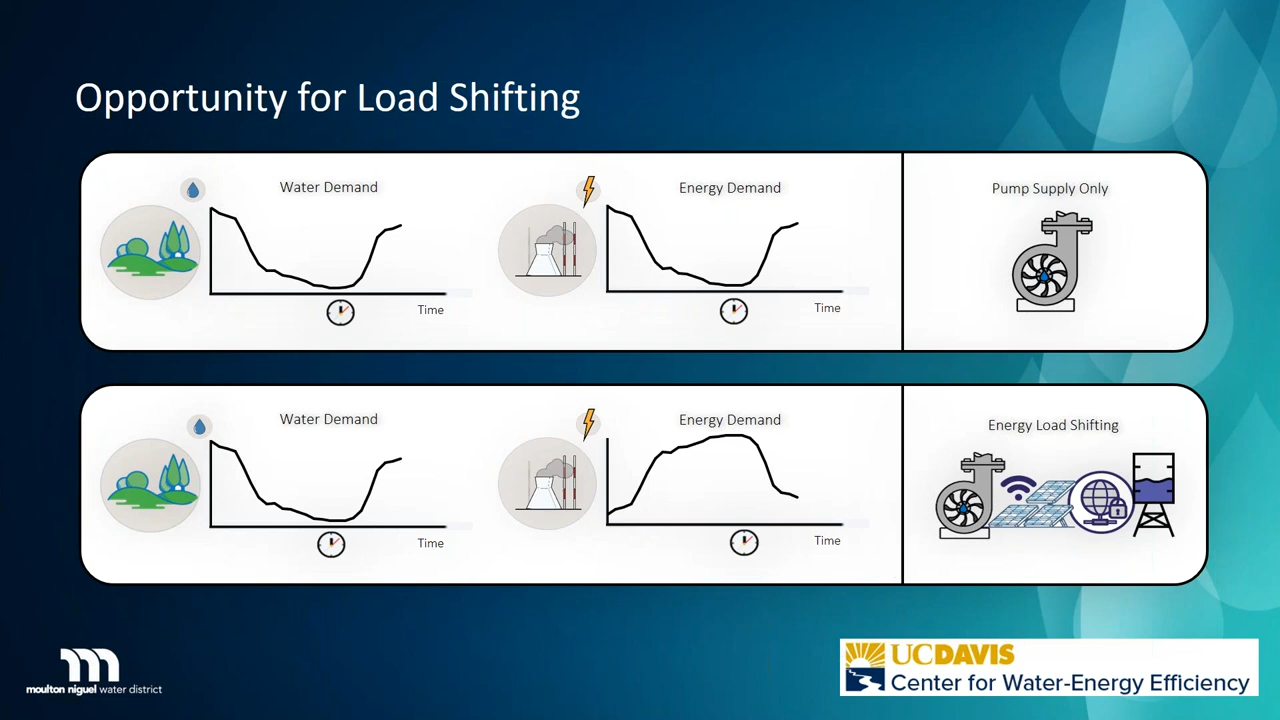 Opportunity for Load Shifting
Water Demand
Energy Demand
Pump Supply Only
Time
Time
Water Demand
Energy Demand
Energy Load Shifting
Time
Time
moulton niguel water district
UCDAVIS
Center for Water-Energy Efficiency